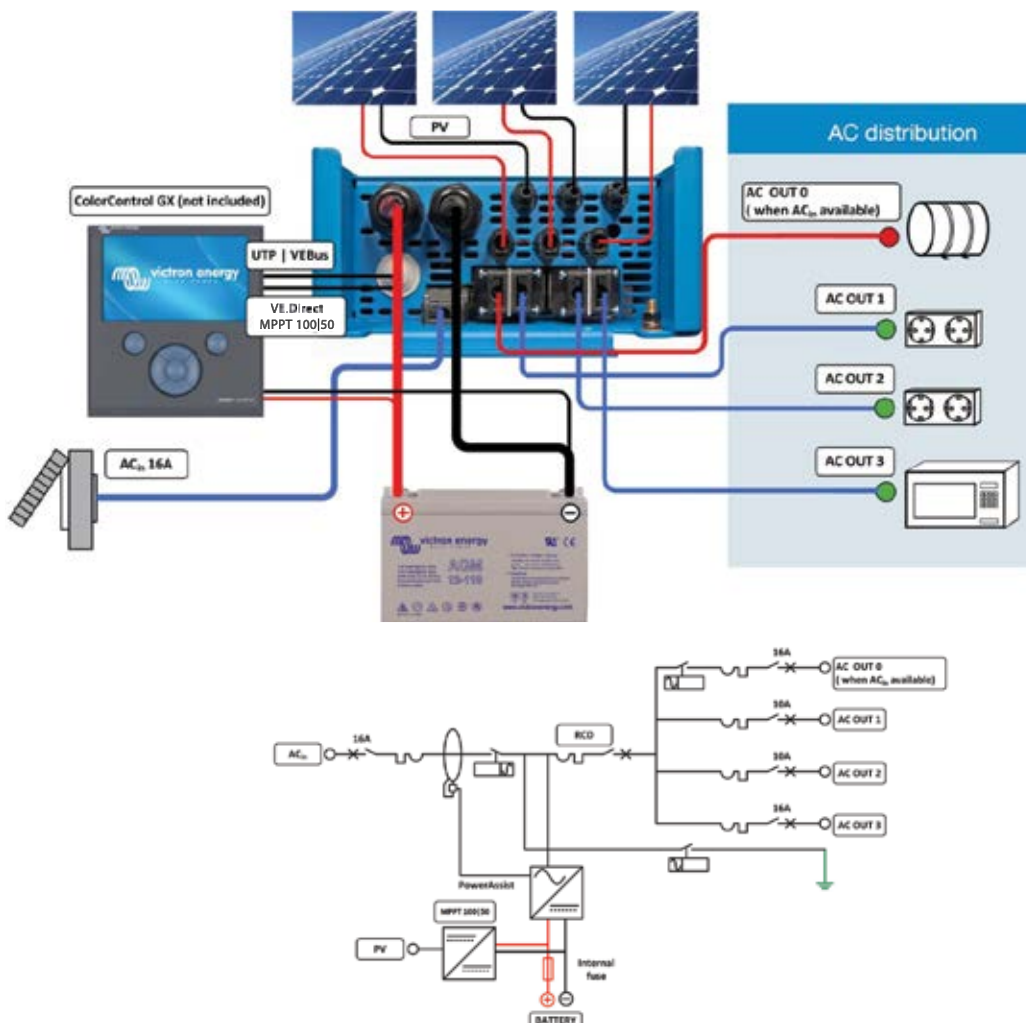 PV
AC distribution
AC OUT 0
( when ACin available)
ColorControl GX (not included)
UTP | VEBus
victron energy
VE.Direct
MPPT 100|50
AC OUT 1
AC OUT 2
ACin 16A
AC OUT 3
+
−
victron energy
AGM
www.victronenergy.com
16A
AC OUT 0
( when ACin available)
10A
AC OUT 1
16A
RCD
ACin
10A
AC OUT 2
16A
AC OUT 3
PowerAssist
MPPT 100|50
PV
Internal
fuse
+
−
BATTERY